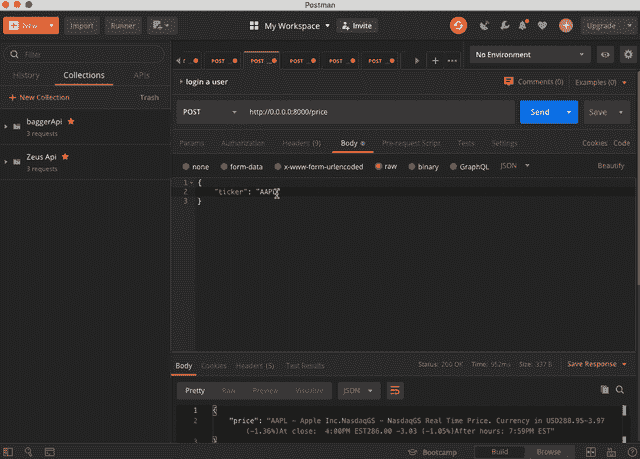 Postman
New
Import
Runner
My Workspace
Invite
Upgrade
Filter
History
Collections
APIs
+ New Collection
Trash
baggerApi
3 requests
Zeus Api
3 requests
POST
POST
POST
POST
POST
No Environment
login a user
Comments (0)
Examples (0)
POST
http://0.0.0.0:8000/price
Send
Save
Params
Authorization
Headers (9)
Body
Pre-request Script
Tests
Settings
Cookies
Code
none
form-data
x-www-form-urlencoded
raw
binary
GraphQL
JSON
Beautify
1 {
2 "ticker": "AAPL"
3 }
Body
Cookies
Headers (5)
Test Results
Status: 200 OK
Time: 952ms
Size: 337 B
Save Response
Pretty
Raw
Preview
Visualize
JSON
1 {
2 "price": "AAPL - Apple Inc.NasdaqGS - NasdaqGS Real Time Price. Currency in USD288.95-3.97
(-1.36%)At close:  4:00PM EST286.00 -3.03 (-1.05%)After hours: 7:59PM EST"
3 }
Bootcamp
Build
Browse